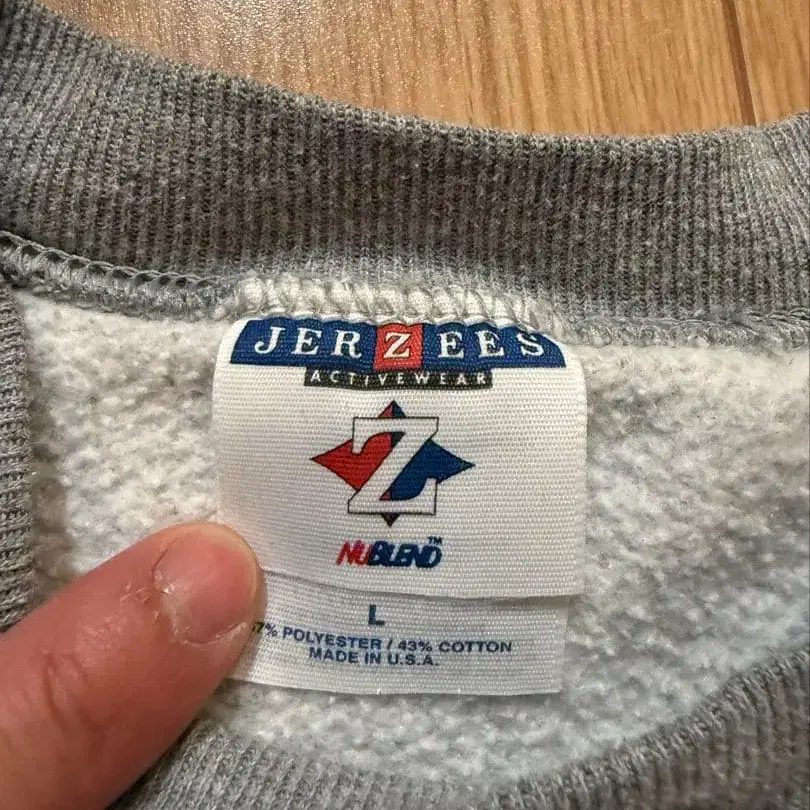 JERZEES
ACTIVEWEAR
Z
NUBLEND™
L
7% POLYESTER / 43% COTTON
MADE IN U.S.A.